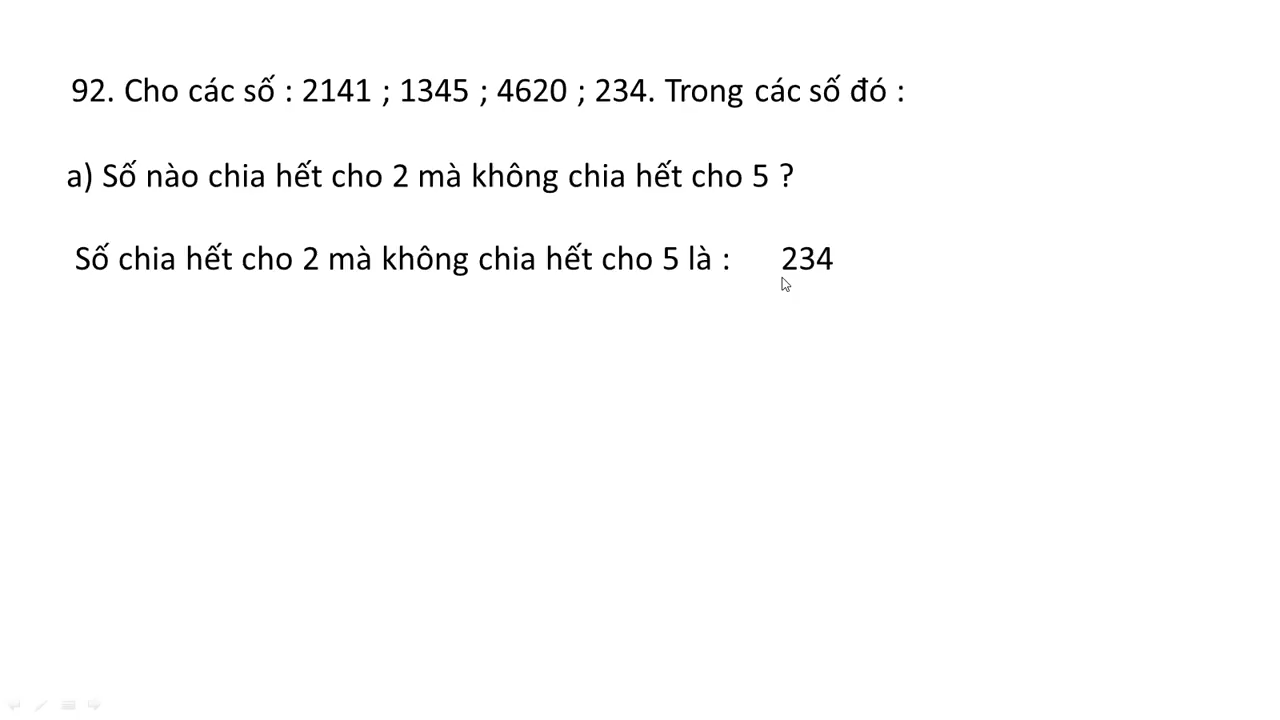 92. Cho các số : 2141 ; 1345 ; 4620 ; 234. Trong các số đó :
a) Số nào chia hết cho 2 mà không chia hết cho 5 ?
Số chia hết cho 2 mà không chia hết cho 5 là : 234